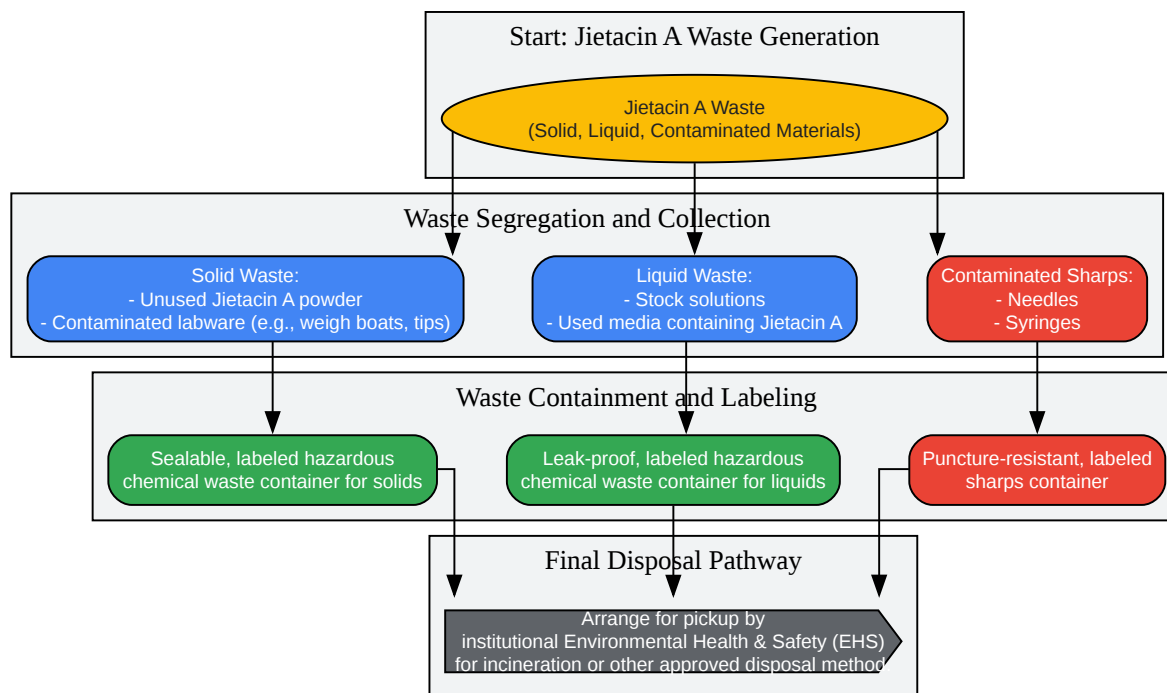 Start: Jietacin A Waste Generation
Jietacin A Waste
(Solid, Liquid, Contaminated Materials)
Waste Segregation and Collection
Solid Waste:
- Unused Jietacin A powder
- Contaminated labware (e.g., weigh boats, tips)
Liquid Waste:
- Stock solutions
- Used media containing Jietacin A
Contaminated Sharps:
- Needles
- Syringes
Waste Containment and Labeling
Sealable, labeled hazardous
chemical waste container for solids
Leak-proof, labeled hazardous
chemical waste container for liquids
Puncture-resistant, labeled
sharps container
Final Disposal Pathway
Arrange for pickup by
institutional Environmental Health & Safety (EHS)
for incineration or other approved disposal method